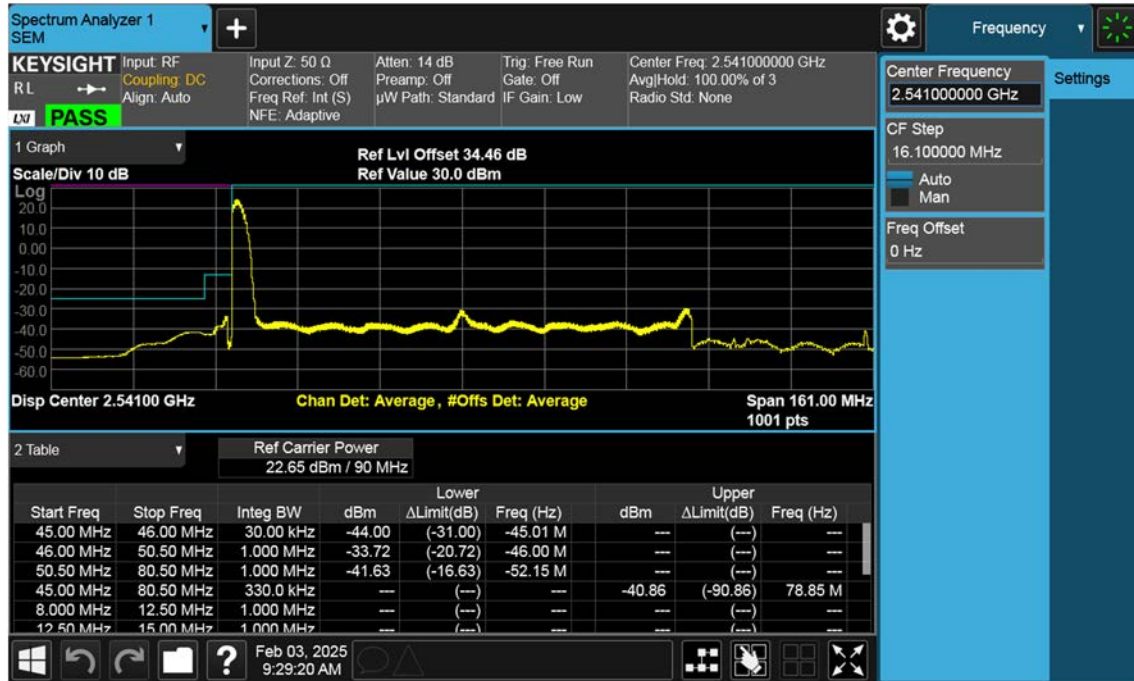 Spectrum Analyzer 1
SEM
Frequency
KEYSIGHT
R L
LXI
PASS
Input: RF
Coupling: DC
Align: Auto
Input Z: 50 Ω
Corrections: Off
Freq Ref: Int (S)
NFE: Adaptive
Atten: 14 dB
Preamp: Off
µW Path: Standard
Trig: Free Run
Gate: Off
IF Gain: Low
Center Freq: 2.541000000 GHz
Avg|Hold: 100.00% of 3
Radio Std: None
Center Frequency
2.541000000 GHz
Settings
CF Step
16.100000 MHz
Auto
Man
Freq Offset
0 Hz
1 Graph
Scale/Div 10 dB
Ref Lvl Offset 34.46 dB
Ref Value 30.0 dBm
Log
20.0
10.0
0.00
-10.0
-20.0
-30.0
-40.0
-50.0
-60.0
Disp Center 2.54100 GHz
Chan Det: Average, #Offs Det: Average
Span 161.00 MHz
1001 pts
2 Table
Ref Carrier Power
22.65 dBm / 90 MHz
Lower Upper
Start Freq Stop Freq Integ BW dBm ΔLimit(dB) Freq (Hz) dBm ΔLimit(dB) Freq (Hz)
45.00 MHz 46.00 MHz 30.00 kHz -44.00 (-31.00) -45.01 M --- (---) ---
46.00 MHz 50.50 MHz 1.000 MHz -33.72 (-20.72) -46.00 M --- (---) ---
50.50 MHz 80.50 MHz 1.000 MHz -41.63 (-16.63) -52.15 M --- (---) ---
45.00 MHz 80.50 MHz 330.0 kHz --- (---) --- -40.86 (-90.86) 78.85 M
8.000 MHz 12.50 MHz 1.000 MHz --- (---) --- --- (---) ---
12.50 MHz 15.00 MHz 1.000 MHz --- (---) --- --- (---) ---
?
Feb 03, 2025
9:29:20 AM